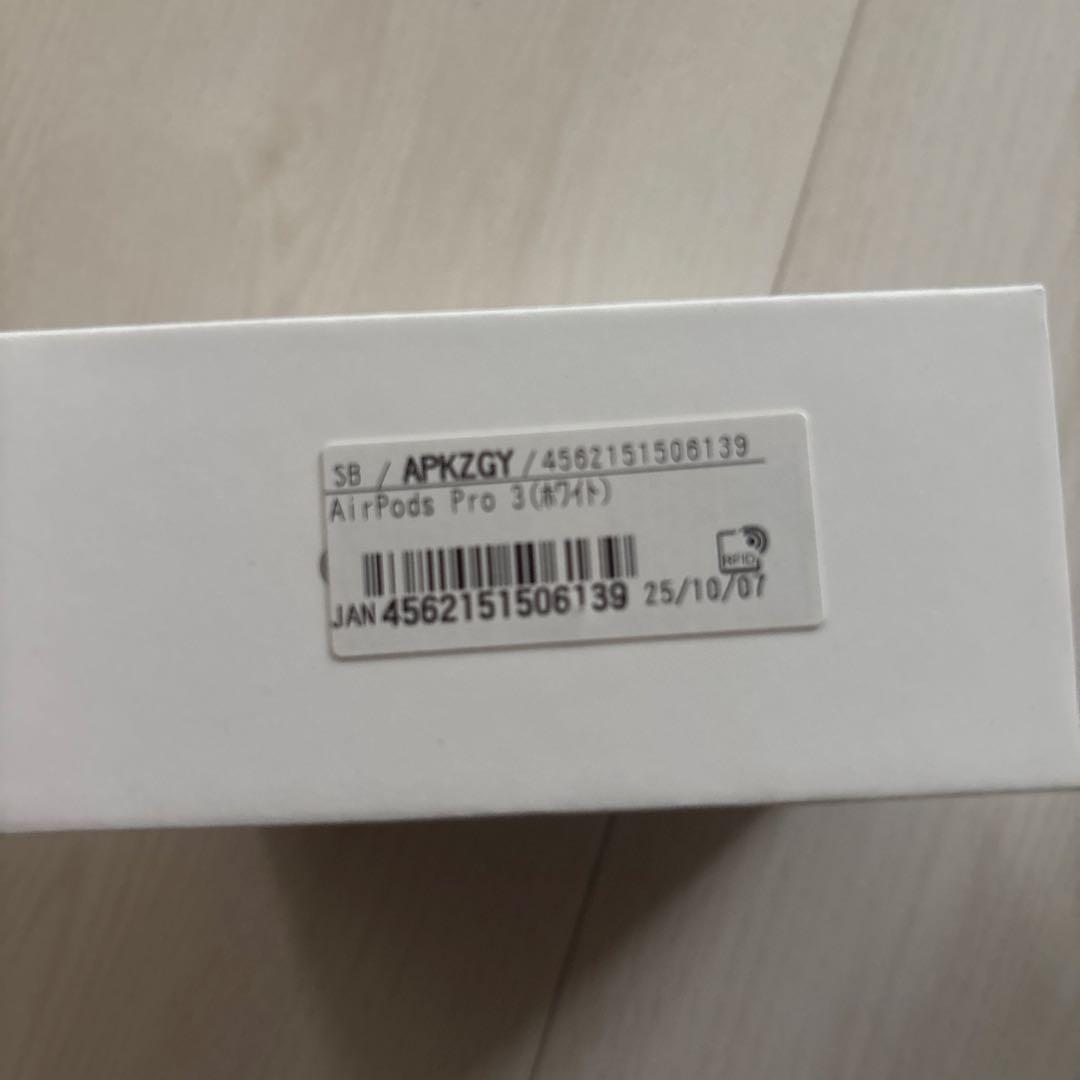 SB / APKZGY / 4562151506139
AirPods Pro 3(ホワイト)
RFID
JAN 4562151506139 25/10/07